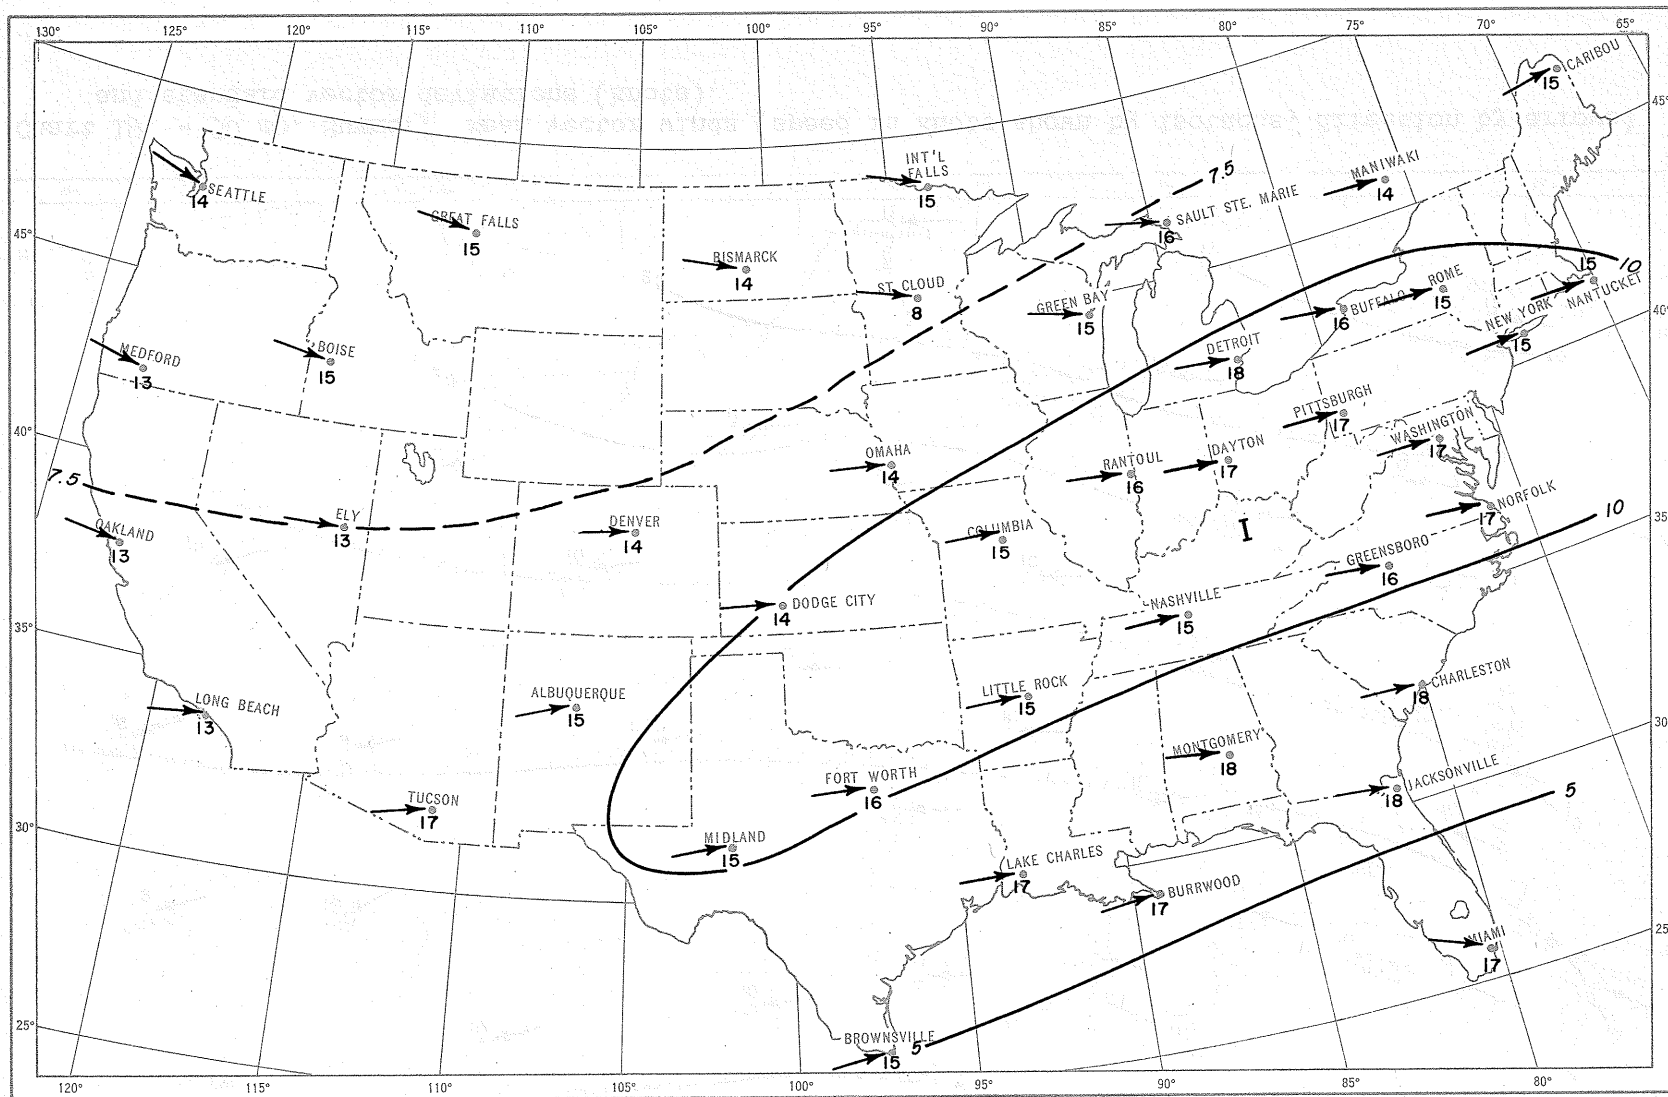 130° 125° 120° 115° 110° 105° 100° 95° 90° 85° 80° 75° 70° 65°
CARIBOU
15
45°
INT'L
FALLS
15
7.5
MANIWAKI
14
SEATTLE
14
GREAT FALLS
15
SAULT STE. MARIE
16
45°
BISMARCK
14
ST CLOUD
8
GREEN BAY
15
BUFFALO
16
ROME
15
15
10
NANTUCKET
NEW YORK
15
40°
MEDFORD
13
BOISE
15
DETROIT
18
PITTSBURGH
17
WASHINGTON
17
40°
7.5
OMAHA
14
RANTOUL
16
DAYTON
17
NORFOLK
17
OAKLAND
13
ELY
13
DENVER
14
COLUMBIA
15
I
GREENSBORO
16
10
35°
DODGE CITY
14
NASHVILLE
15
35°
LONG BEACH
13
ALBUQUERQUE
15
LITTLE ROCK
15
CHARLESTON
18
30°
MONTGOMERY
18
TUCSON
17
FORT WORTH
16
JACKSONVILLE
18
5
30°
MIDLAND
15
LAKE CHARLES
17
BURRWOOD
17
MIAMI
17
25°
25°
BROWNSVILLE
15
5
120° 115° 110° 105° 100° 95° 90° 85° 80°